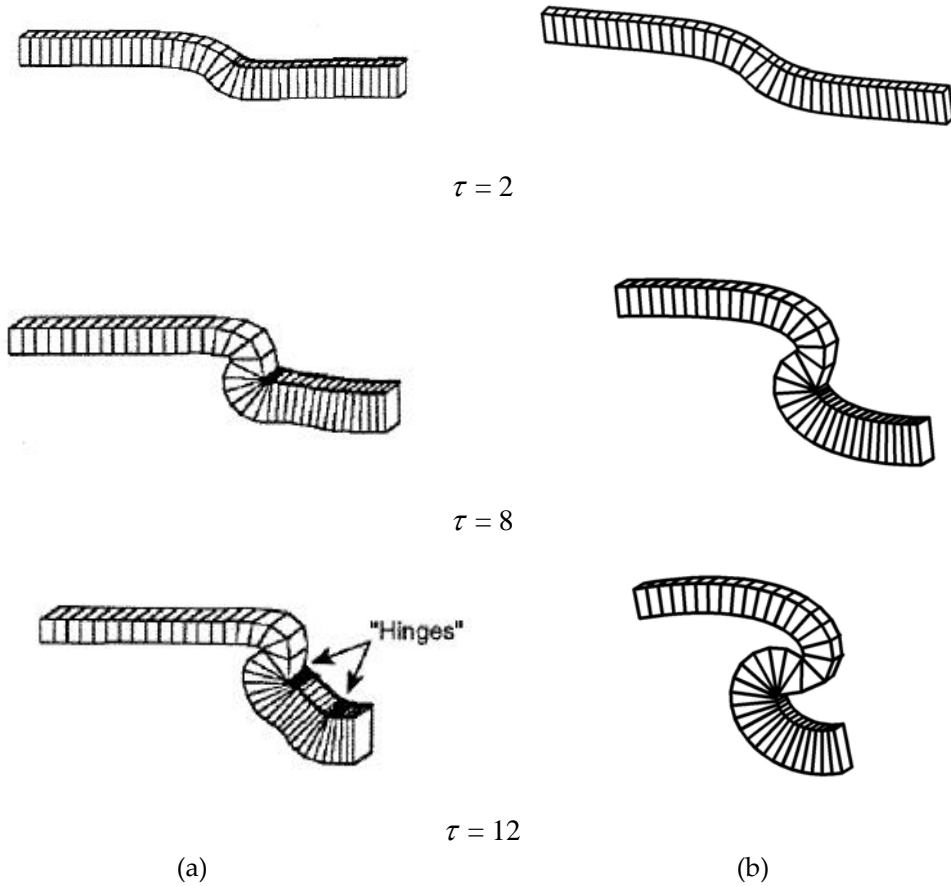 τ = 2
τ = 8
"Hinges"
τ = 12
(a)
(b)